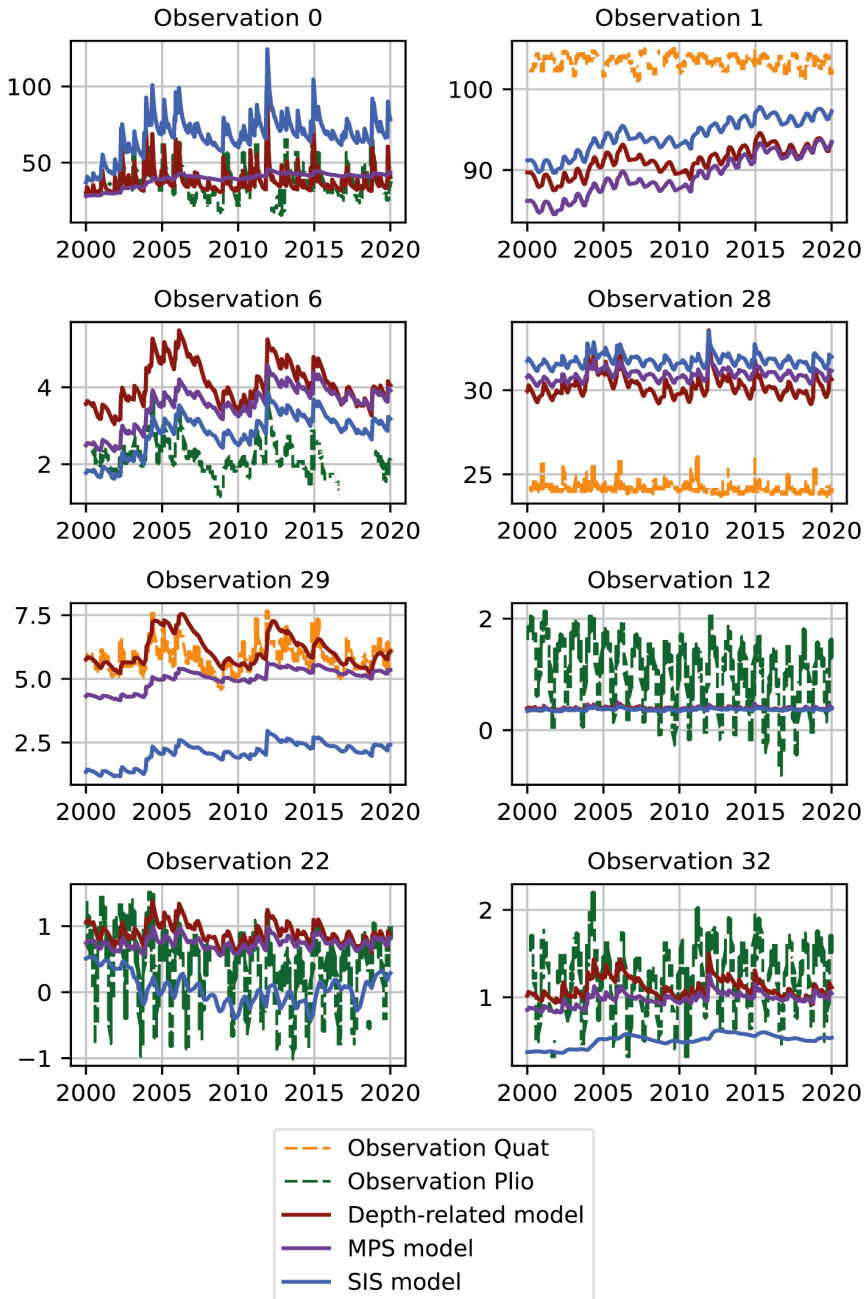 Observation 0
Observation 1
100
50
2000 2005 2010 2015 2020
100
90
2000 2005 2010 2015 2020
Observation 6
Observation 28
4
2
2000 2005 2010 2015 2020
30
25
2000 2005 2010 2015 2020
Observation 29
Observation 12
7.5
5.0
2.5
2000 2005 2010 2015 2020
2
0
2000 2005 2010 2015 2020
Observation 22
Observation 32
1
0
−1
2000 2005 2010 2015 2020
2
1
2000 2005 2010 2015 2020
Observation Quat
Observation Plio
Depth-related model
MPS model
SIS model